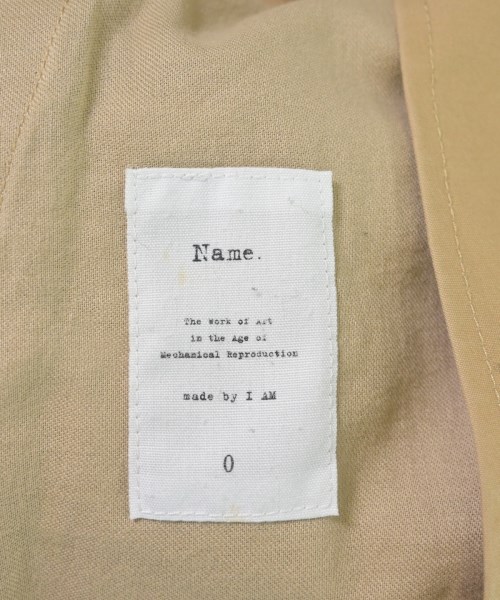 Name.
The Work of Art
in the Age of
Mechanical Reproduction
made by I AM
0